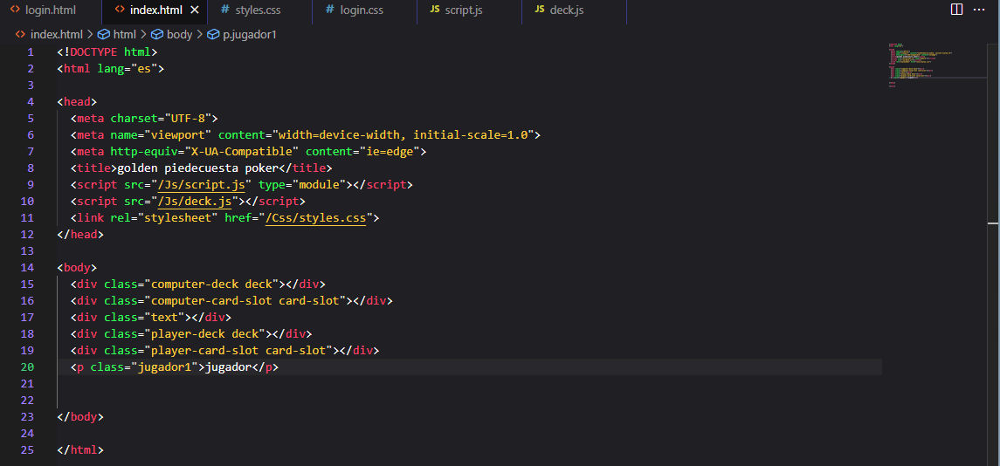 login.html index.html styles.css login.css script.js deck.js
index.html > html > body > p.jugador1
1 <!DOCTYPE html>
2 <html lang="es">
3
4 <head>
5 <meta charset="UTF-8">
6 <meta name="viewport" content="width=device-width, initial-scale=1.0">
7 <meta http-equiv="X-UA-Compatible" content="ie=edge">
8 <title>golden piedecuesta poker</title>
9 <script src="/Js/script.js" type="module"></script>
10 <script src="/Js/deck.js"></script>
11 <link rel="stylesheet" href="/Css/styles.css">
12 </head>
13
14 <body>
15 <div class="computer-deck deck"></div>
16 <div class="computer-card-slot card-slot"></div>
17 <div class="text"></div>
18 <div class="player-deck deck"></div>
19 <div class="player-card-slot card-slot"></div>
20 <p class="jugador1">jugador</p>
21
22
23 </body>
24
25 </html>